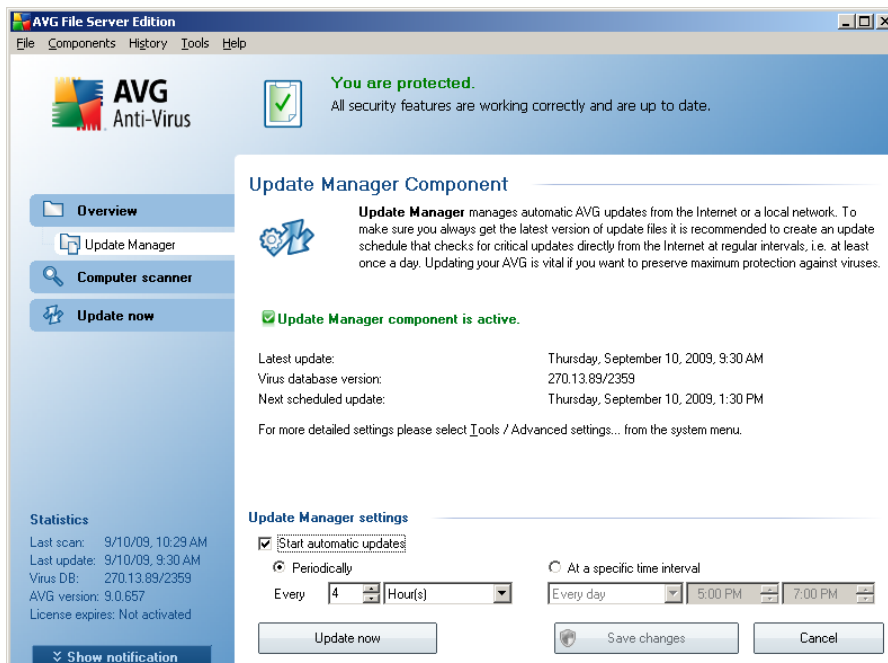 AVG File Server Edition
File Components History Tools Help
AVG
Anti-Virus
You are protected.
All security features are working correctly and are up to date.
Overview
Update Manager
Computer scanner
Update now
Update Manager Component
Update Manager manages automatic AVG updates from the Internet or a local network. To
make sure you always get the latest version of update files it is recommended to create an update
schedule that checks for critical updates directly from the Internet at regular intervals, i.e. at least
once a day. Updating your AVG is vital if you want to preserve maximum protection against viruses.
Update Manager component is active.
Latest update: Thursday, September 10, 2009, 9:30 AM
Virus database version: 270.13.89/2359
Next scheduled update: Thursday, September 10, 2009, 1:30 PM
For more detailed settings please select Tools / Advanced settings... from the system menu.
Statistics
Last scan: 9/10/09, 10:29 AM
Last update: 9/10/09, 9:30 AM
Virus DB: 270.13.89/2359
AVG version: 9.0.657
License expires: Not activated
Show notification
Update Manager settings
Start automatic updates
Periodically
At a specific time interval
Every 4 Hour(s)
Every day 5:00 PM 7:00 PM
Update now
Save changes
Cancel